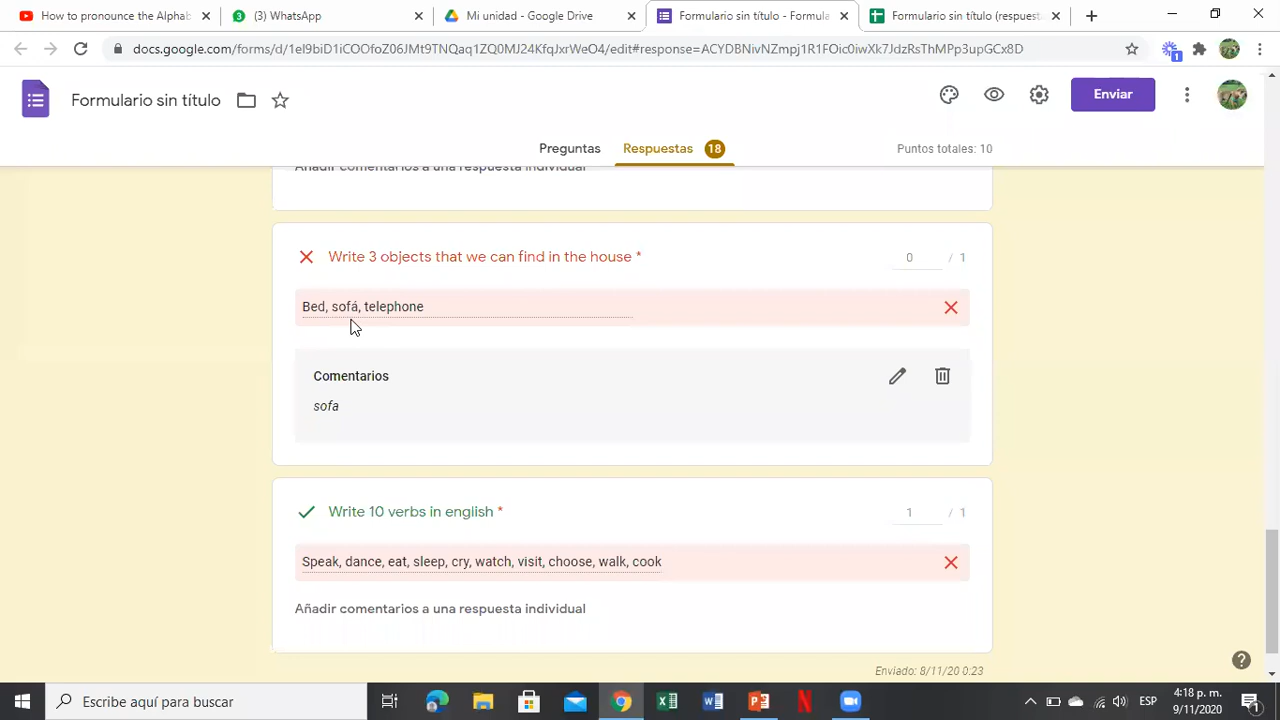 How to pronounce the Alphab
(3) WhatsApp
Mi unidad - Google Drive
Formulario sin título - Formula
Formulario sin título (respuest
docs.google.com/forms/d/1eI9biD1iCOOfoZ06JMt9TNQaq1ZQ0MJ24KfqJxrWeO4/edit#response=ACYDBNivNZmpj1R1FOic0iwXk7JdzRsThMPp3upGCx8D
1
Formulario sin título
Enviar
Preguntas
Respuestas 18
Puntos totales: 10
Añadir comentarios a una respuesta individual
Write 3 objects that we can find in the house *
0 / 1
Bed, sofá, telephone
Comentarios
sofa
Write 10 verbs in english *
1 / 1
Speak, dance, eat, sleep, cry, watch, visit, choose, walk, cook
Añadir comentarios a una respuesta individual
Enviado: 8/11/20 0:23
Escribe aquí para buscar
ESP
4:18 p. m.
9/11/2020
1